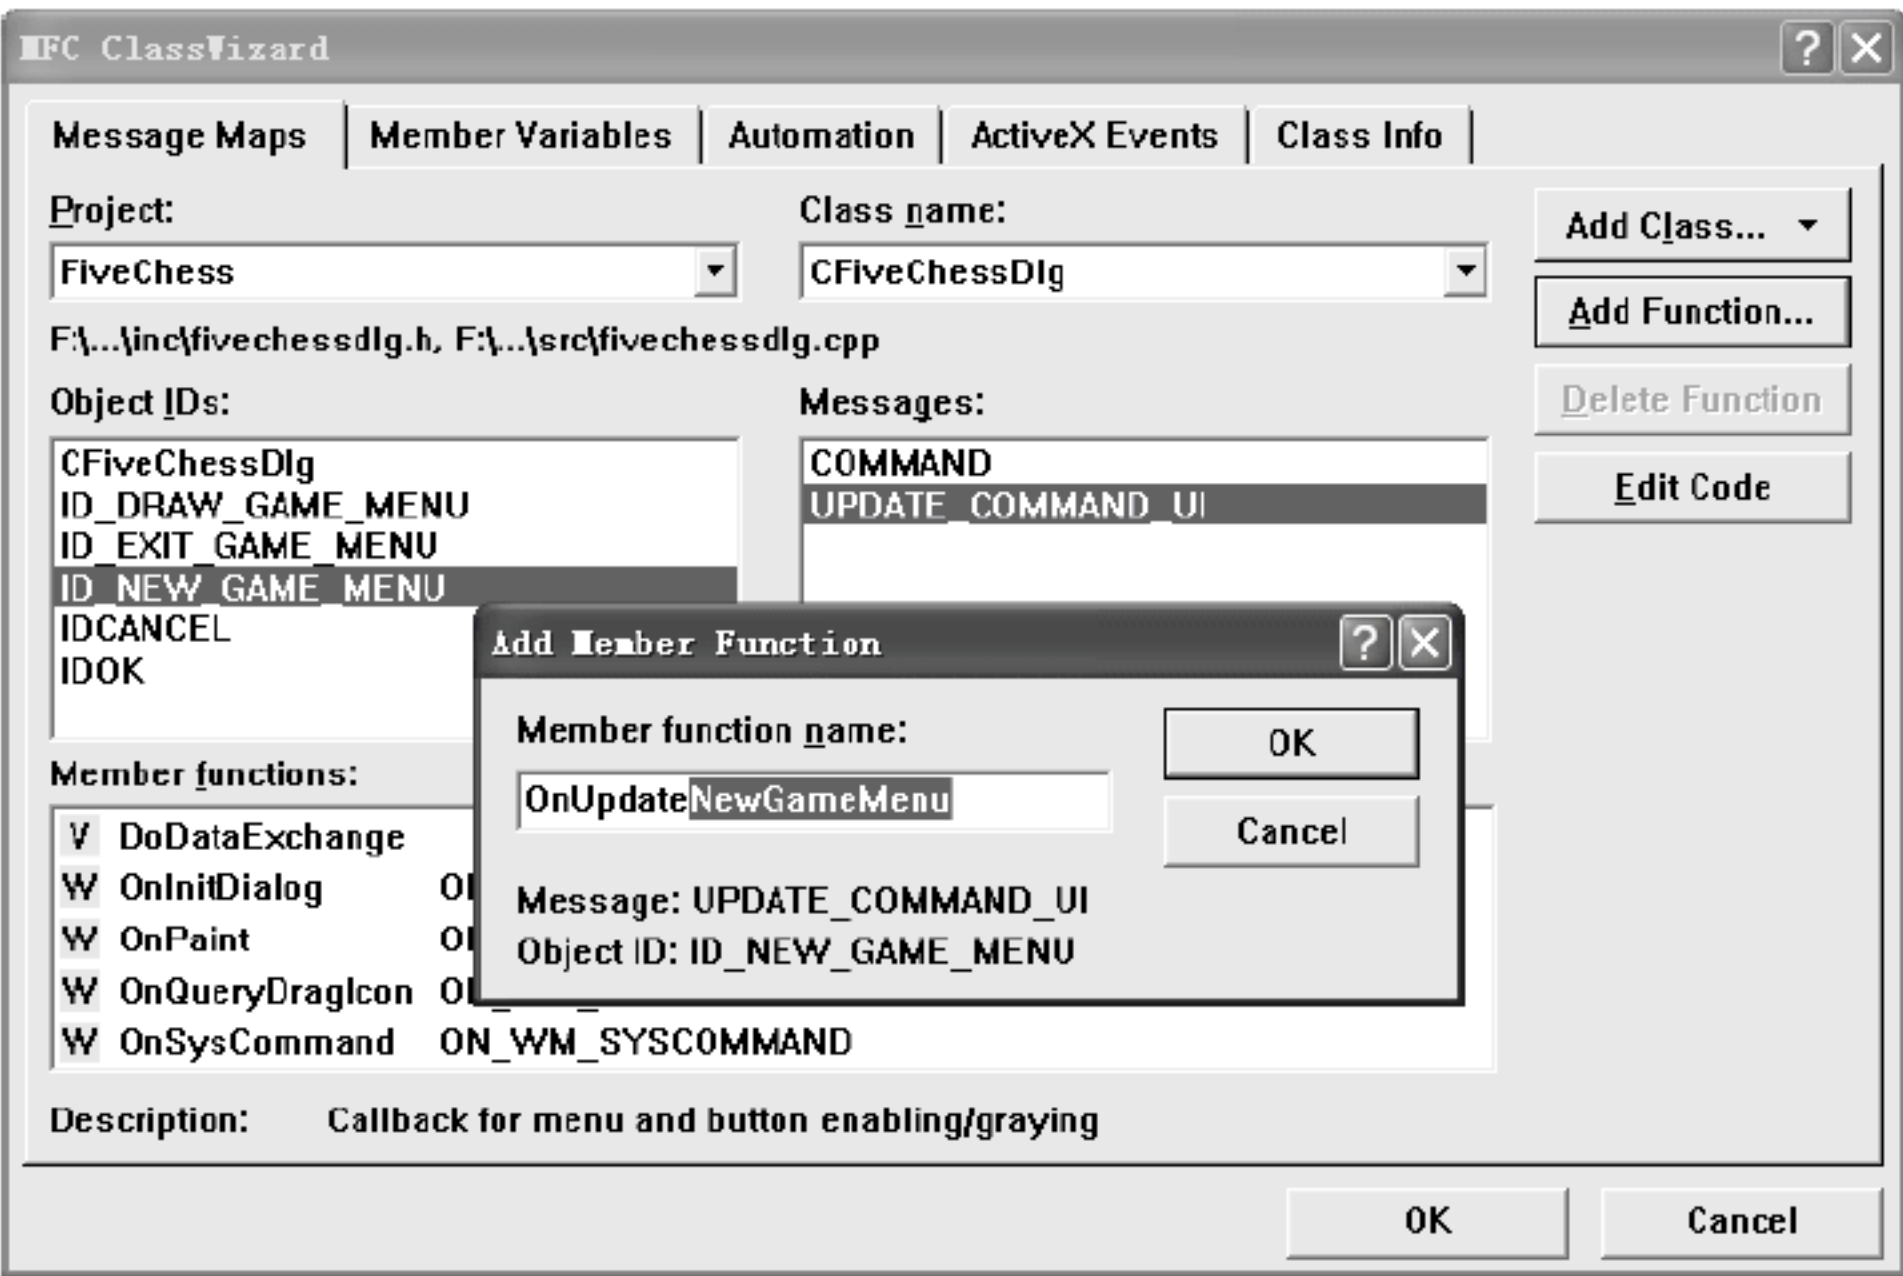 MFC ClassWizard
Message Maps Member Variables Automation ActiveX Events Class Info
Project:
FiveChess
Class name:
CFiveChessDlg
Add Class...
Add Function...
Delete Function
Edit Code
F:\...\inc\fivechessdlg.h, F:\...\src\fivechessdlg.cpp
Object IDs:
CFiveChessDlg
ID_DRAW_GAME_MENU
ID_EXIT_GAME_MENU
ID_NEW_GAME_MENU
IDCANCEL
IDOK
Messages:
COMMAND
UPDATE_COMMAND_UI
Add Member Function
Member function name:
OnUpdateNewGameMenu
OK
Cancel
Message: UPDATE_COMMAND_UI
Object ID: ID_NEW_GAME_MENU
Member functions:
V DoDataExchange
W OnInitDialog
W OnPaint
W OnQueryDragIcon
W OnSysCommand ON_WM_SYSCOMMAND
Description: Callback for menu and button enabling/graying
OK Cancel